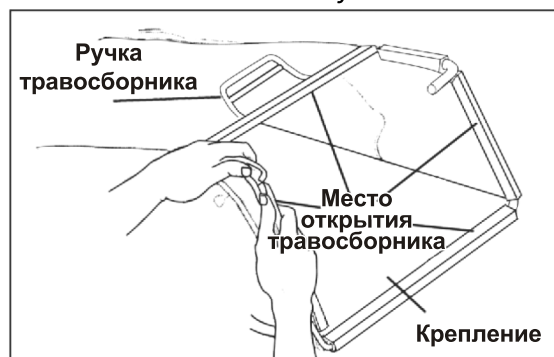 Ручка
травосборника
Место
открытия
травосборника
Крепление